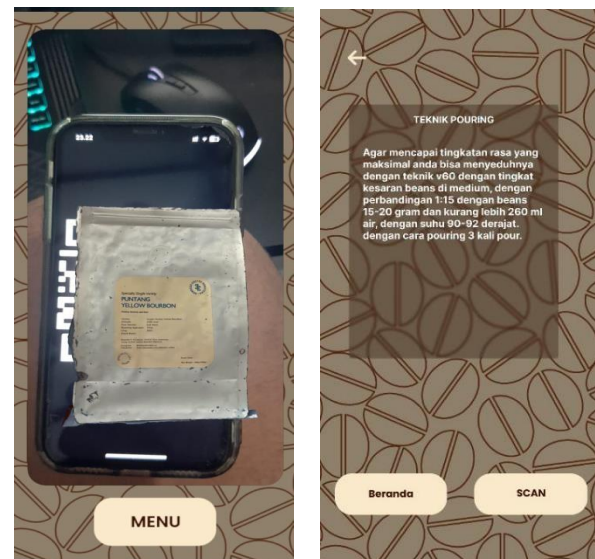 23.22
PUNTANG
YELLOW BOURBON
MENU
TEKNIK POURING
Agar mencapai tingkatan rasa yang
maksimal anda bisa menyeduhnya
dengan teknik v60 dengan tingkat
kesaran beans di medium, dengan
perbandingan 1:15 dengan beans
15-20 gram dan kurang lebih 260 ml
air, dengan suhu 90-92 derajat.
dengan cara pouring 3 kali pour.
Beranda
SCAN